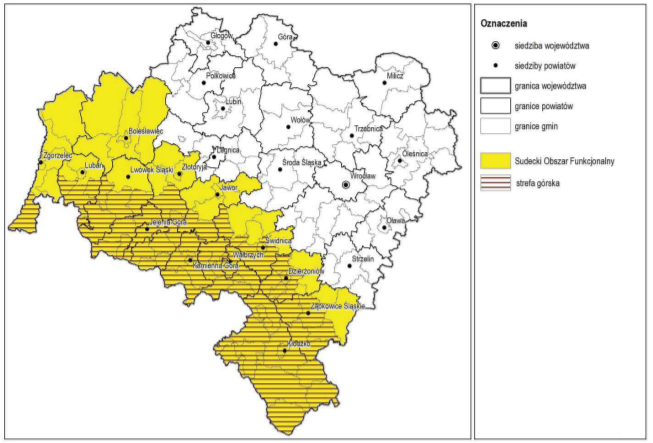 Głogów
Góra
Polkowice
Milicz
Lubin
Wołów
Bolesławiec
Trzebnica
Legnica
Oleśnica
Zgorzelec
Lubań
Lwówek Śląski
Złotoryja
Środa Śląska
Wrocław
Jawor
Jelenia Góra
Oława
Świdnica
Wałbrzych
Kamienna Góra
Strzelin
Dzierżoniów
Ząbkowice Śląskie
Kłodzko
Oznaczenia
siedziba województwa
siedziby powiatów
granica województwa
granice powiatów
granice gmin
Sudecki Obszar Funkcjonalny
strefa górska